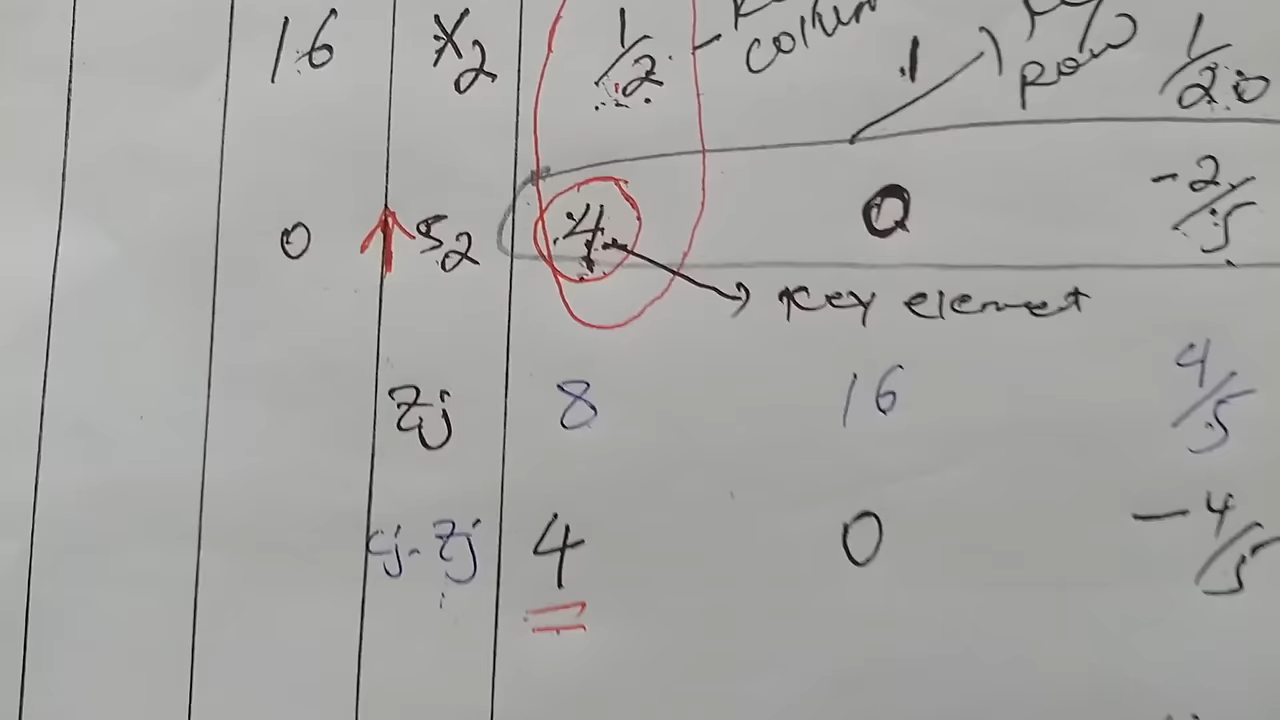 column
16 x2 1/2 1 Row 1/20
0 s2 4 0 -2/5
Key element
Zj 8 16 4/5
cj-Zj 4 0 -4/5